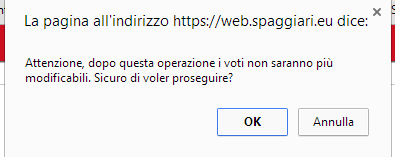 La pagina all'indirizzo https://web.spaggiari.eu dice:
Attenzione, dopo questa operazione i voti non saranno più
modificabili. Sicuro di voler proseguire?
OK
Annulla